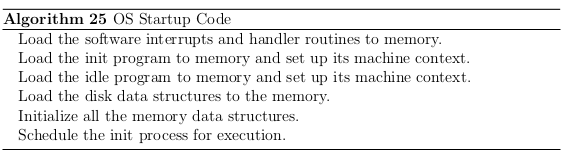 Algorithm 25 OS Startup Code
Load the software interrupts and handler routines to memory.
Load the init program to memory and set up its machine context.
Load the idle program to memory and set up its machine context.
Load the disk data structures to the memory.
Initialize all the memory data structures.
Schedule the init process for execution.